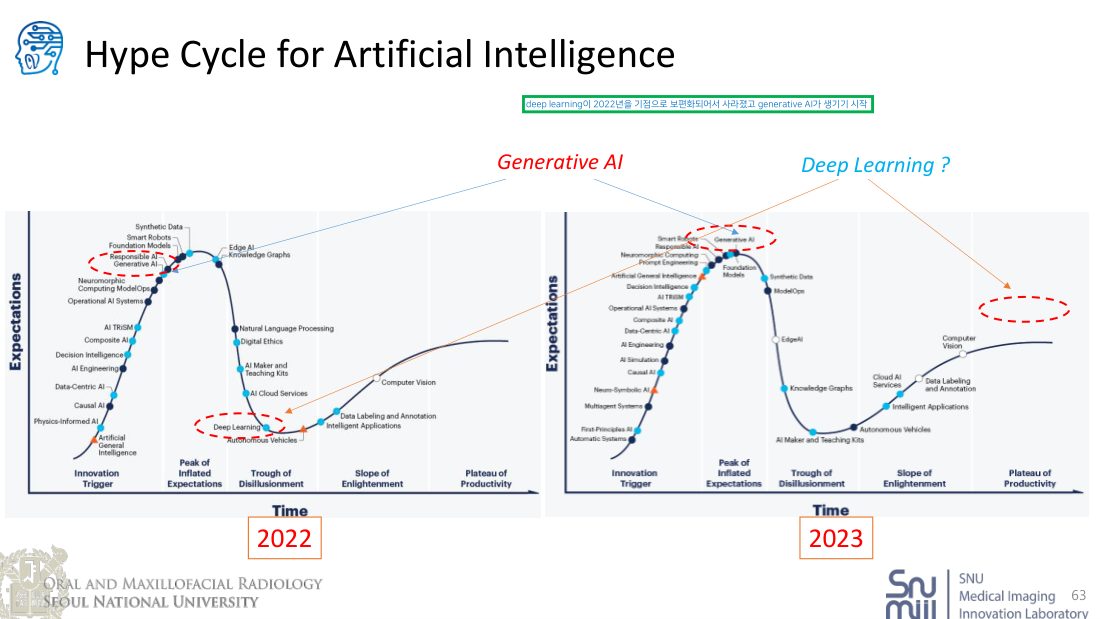 Hype Cycle for Artificial Intelligence
deep learning이 2022년을 기점으로 보편화되어서 사라졌고 generative AI가 생기기 시작
Generative AI
Deep Learning ?
Expectations
Synthetic Data
Smart Robots
Foundation Models
Responsible AI
Generative AI
Neuromorphic
Computing ModelOps
Operational AI Systems
AI TRiSM
Composite AI
Decision Intelligence
AI Engineering
Data-Centric AI
Causal AI
Physics-Informed AI
Artificial
General
Intelligence
Edge AI
Knowledge Graphs
Natural Language Processing
Digital Ethics
AI Maker and
Teaching Kits
AI Cloud Services
Deep Learning
Autonomous Vehicles
Computer Vision
Data Labeling and Annotation
Intelligent Applications
Innovation
Trigger
Peak of
Inflated
Expectations
Trough of
Disillusionment
Slope of
Enlightenment
Plateau of
Productivity
Time
2022
Expectations
Smart Robots
Responsible AI
Neuromorphic Computing
Prompt Engineering
Artificial General Intelligence
Decision Intelligence
AI TRiSM
Operational AI Systems
Composite AI
Data-Centric AI
AI Engineering
AI Simulation
Causal AI
Neuro-Symbolic AI
Multiagent Systems
First-Principles AI
Automatic Systems
Generative AI
Foundation
Models
Synthetic Data
ModelOps
EdgeAI
Knowledge Graphs
AI Maker and Teaching Kits
Autonomous Vehicles
Intelligent Applications
Cloud AI
Services
Data Labeling
and Annotation
Computer
Vision
Innovation
Trigger
Peak of
Inflated
Expectations
Trough of
Disillusionment
Slope of
Enlightenment
Plateau of
Productivity
Time
2023
ORAL AND MAXILLOFACIAL RADIOLOGY
SEOUL NATIONAL UNIVERSITY
SNU
Medical Imaging
Innovation Laboratory
63